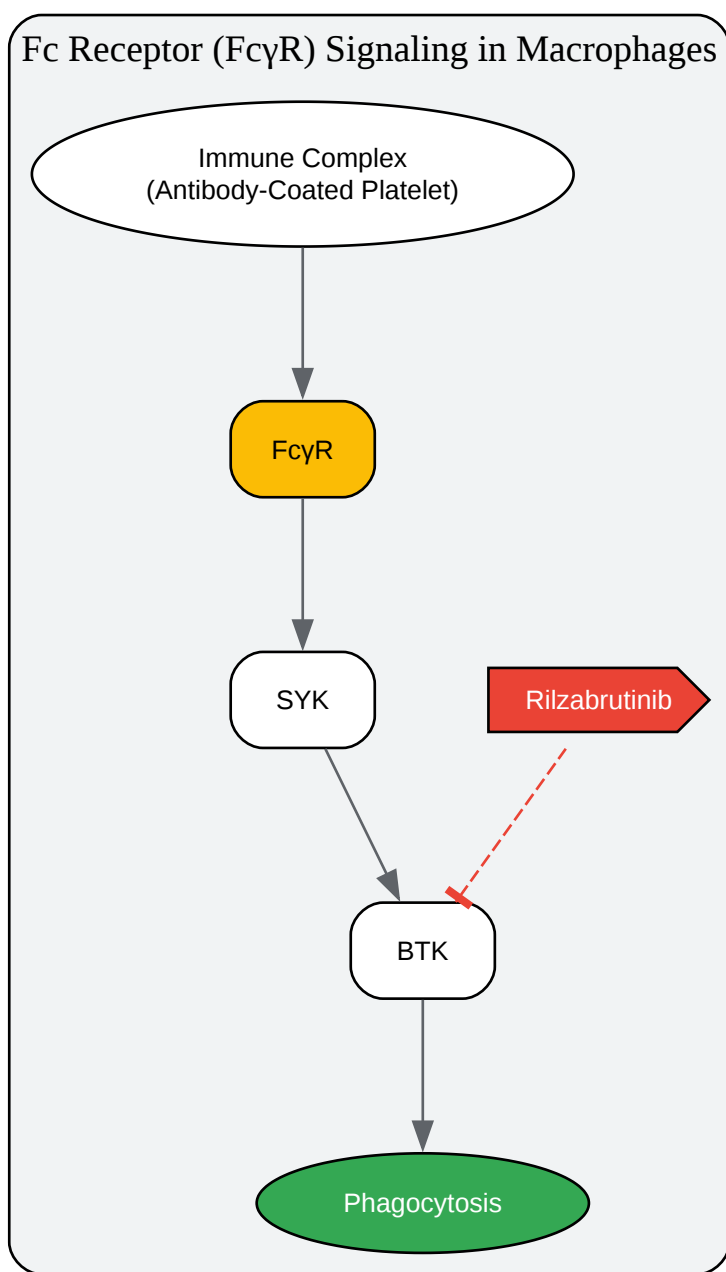 Fc Receptor (FcγR) Signaling in Macrophages
Immune Complex
(Antibody-Coated Platelet)
FcγR
SYK
Rilzabrutinib
BTK
Phagocytosis